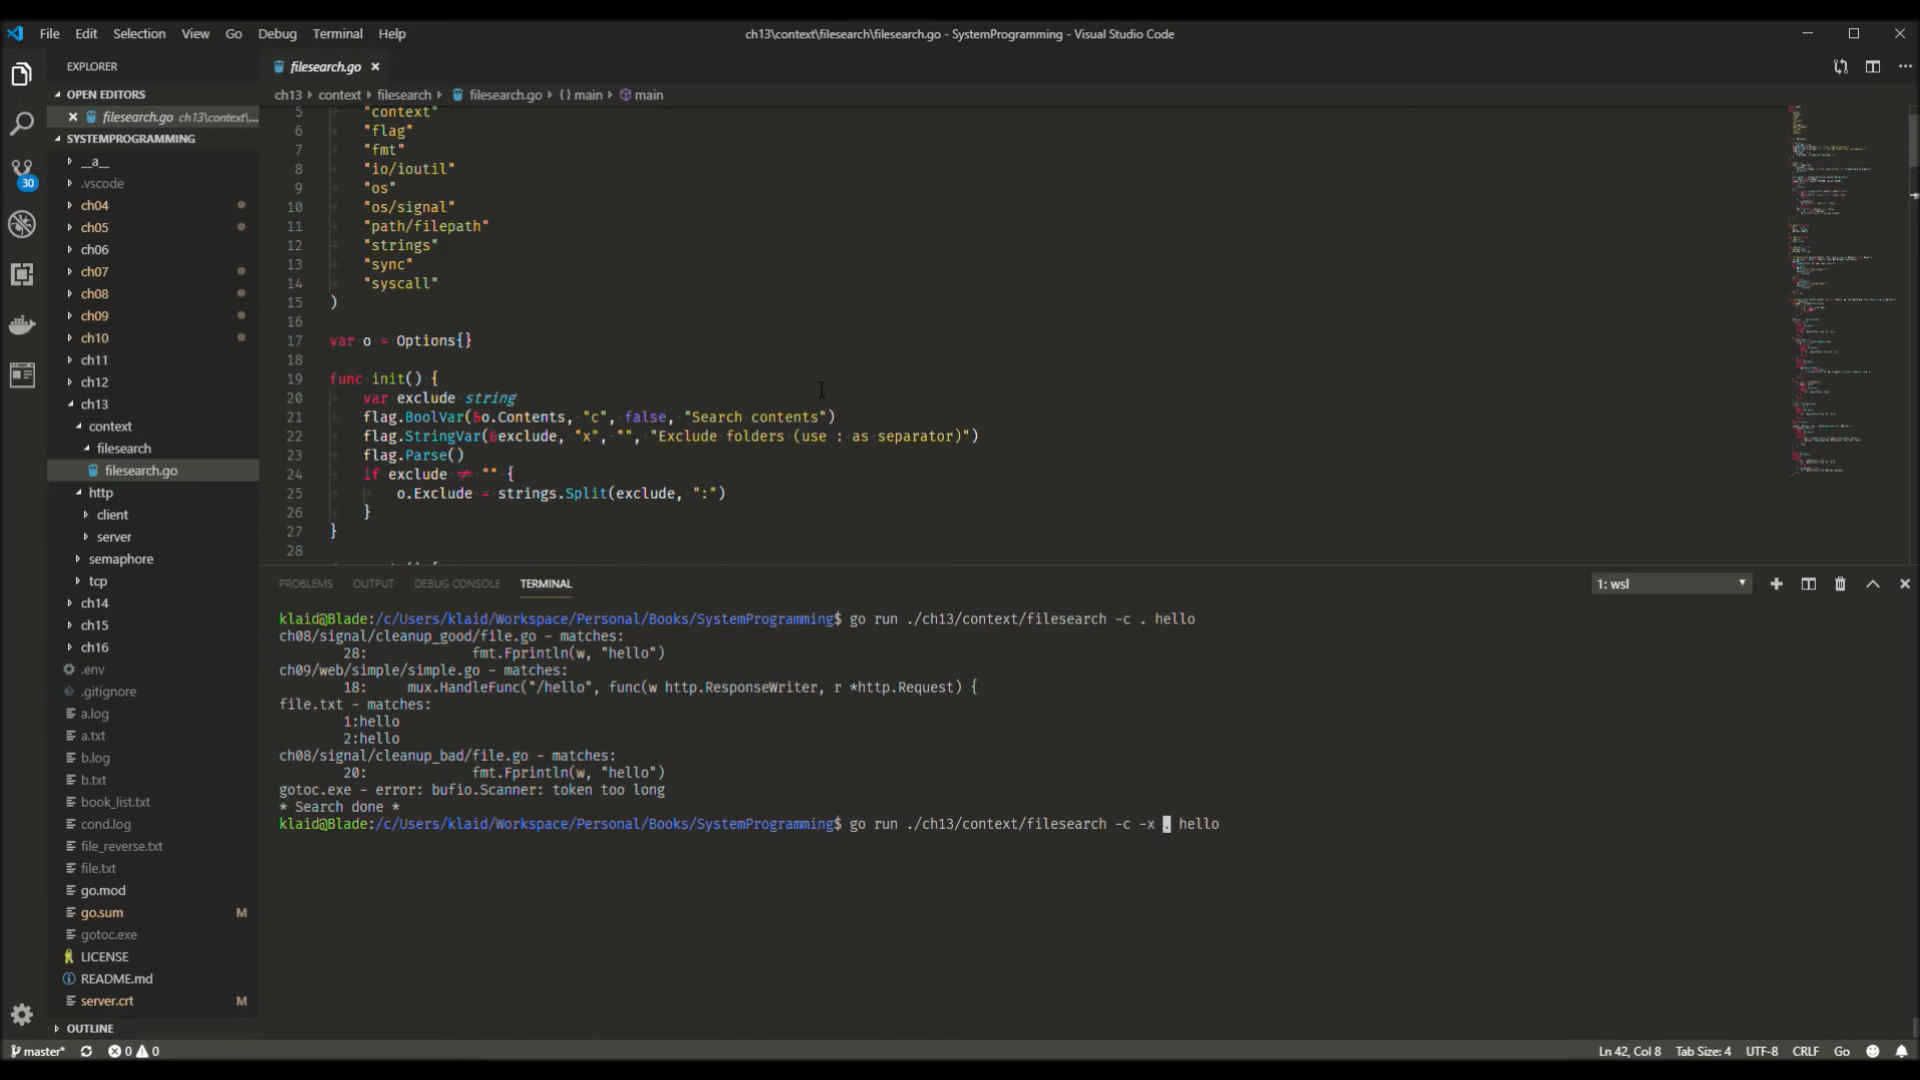 File Edit Selection View Go Debug Terminal Help
ch13\context\filesearch\filesearch.go - SystemProgramming - Visual Studio Code
EXPLORER
OPEN EDITORS
filesearch.go ch13\context\...
SYSTEMPROGRAMMING
__a__
.vscode
ch04
ch05
ch06
ch07
ch08
ch09
ch10
ch11
ch12
ch13
context
filesearch
filesearch.go
http
client
server
semaphore
tcp
ch14
ch15
ch16
.env
.gitignore
a.log
a.txt
b.log
b.txt
book_list.txt
cond.log
file_reverse.txt
file.txt
go.mod
go.sum M
gotoc.exe
LICENSE
README.md
server.crt M
OUTLINE
30
filesearch.go
ch13 context filesearch filesearch.go {} main main
5 "context"
6 "flag"
7 "fmt"
8 "io/ioutil"
9 "os"
10 "os/signal"
11 "path/filepath"
12 "strings"
13 "sync"
14 "syscall"
15 )
16
17 var o = Options{}
18
19 func init() {
20 var exclude string
21 flag.BoolVar(&o.Contents, "c", false, "Search contents")
22 flag.StringVar(&exclude, "x", "", "Exclude folders (use : as separator)")
23 flag.Parse()
24 if exclude ≠ "" {
25 o.Exclude = strings.Split(exclude, ":")
26 }
27 }
28
PROBLEMS OUTPUT DEBUG CONSOLE TERMINAL
1: wsl
klaid@Blade:/c/Users/klaid/Workspace/Personal/Books/SystemProgramming$ go run ./ch13/context/filesearch -c . hello
ch08/signal/cleanup_good/file.go - matches:
28: fmt.Fprintln(w, "hello")
ch09/web/simple/simple.go - matches:
18: mux.HandleFunc("/hello", func(w http.ResponseWriter, r *http.Request) {
file.txt - matches:
1:hello
2:hello
ch08/signal/cleanup_bad/file.go - matches:
20: fmt.Fprintln(w, "hello")
gotoc.exe - error: bufio.Scanner: token too long
* Search done *
klaid@Blade:/c/Users/klaid/Workspace/Personal/Books/SystemProgramming$ go run ./ch13/context/filesearch -c -x . hello
master* 0 0
Ln 42, Col 8 Tab Size: 4 UTF-8 CRLF Go